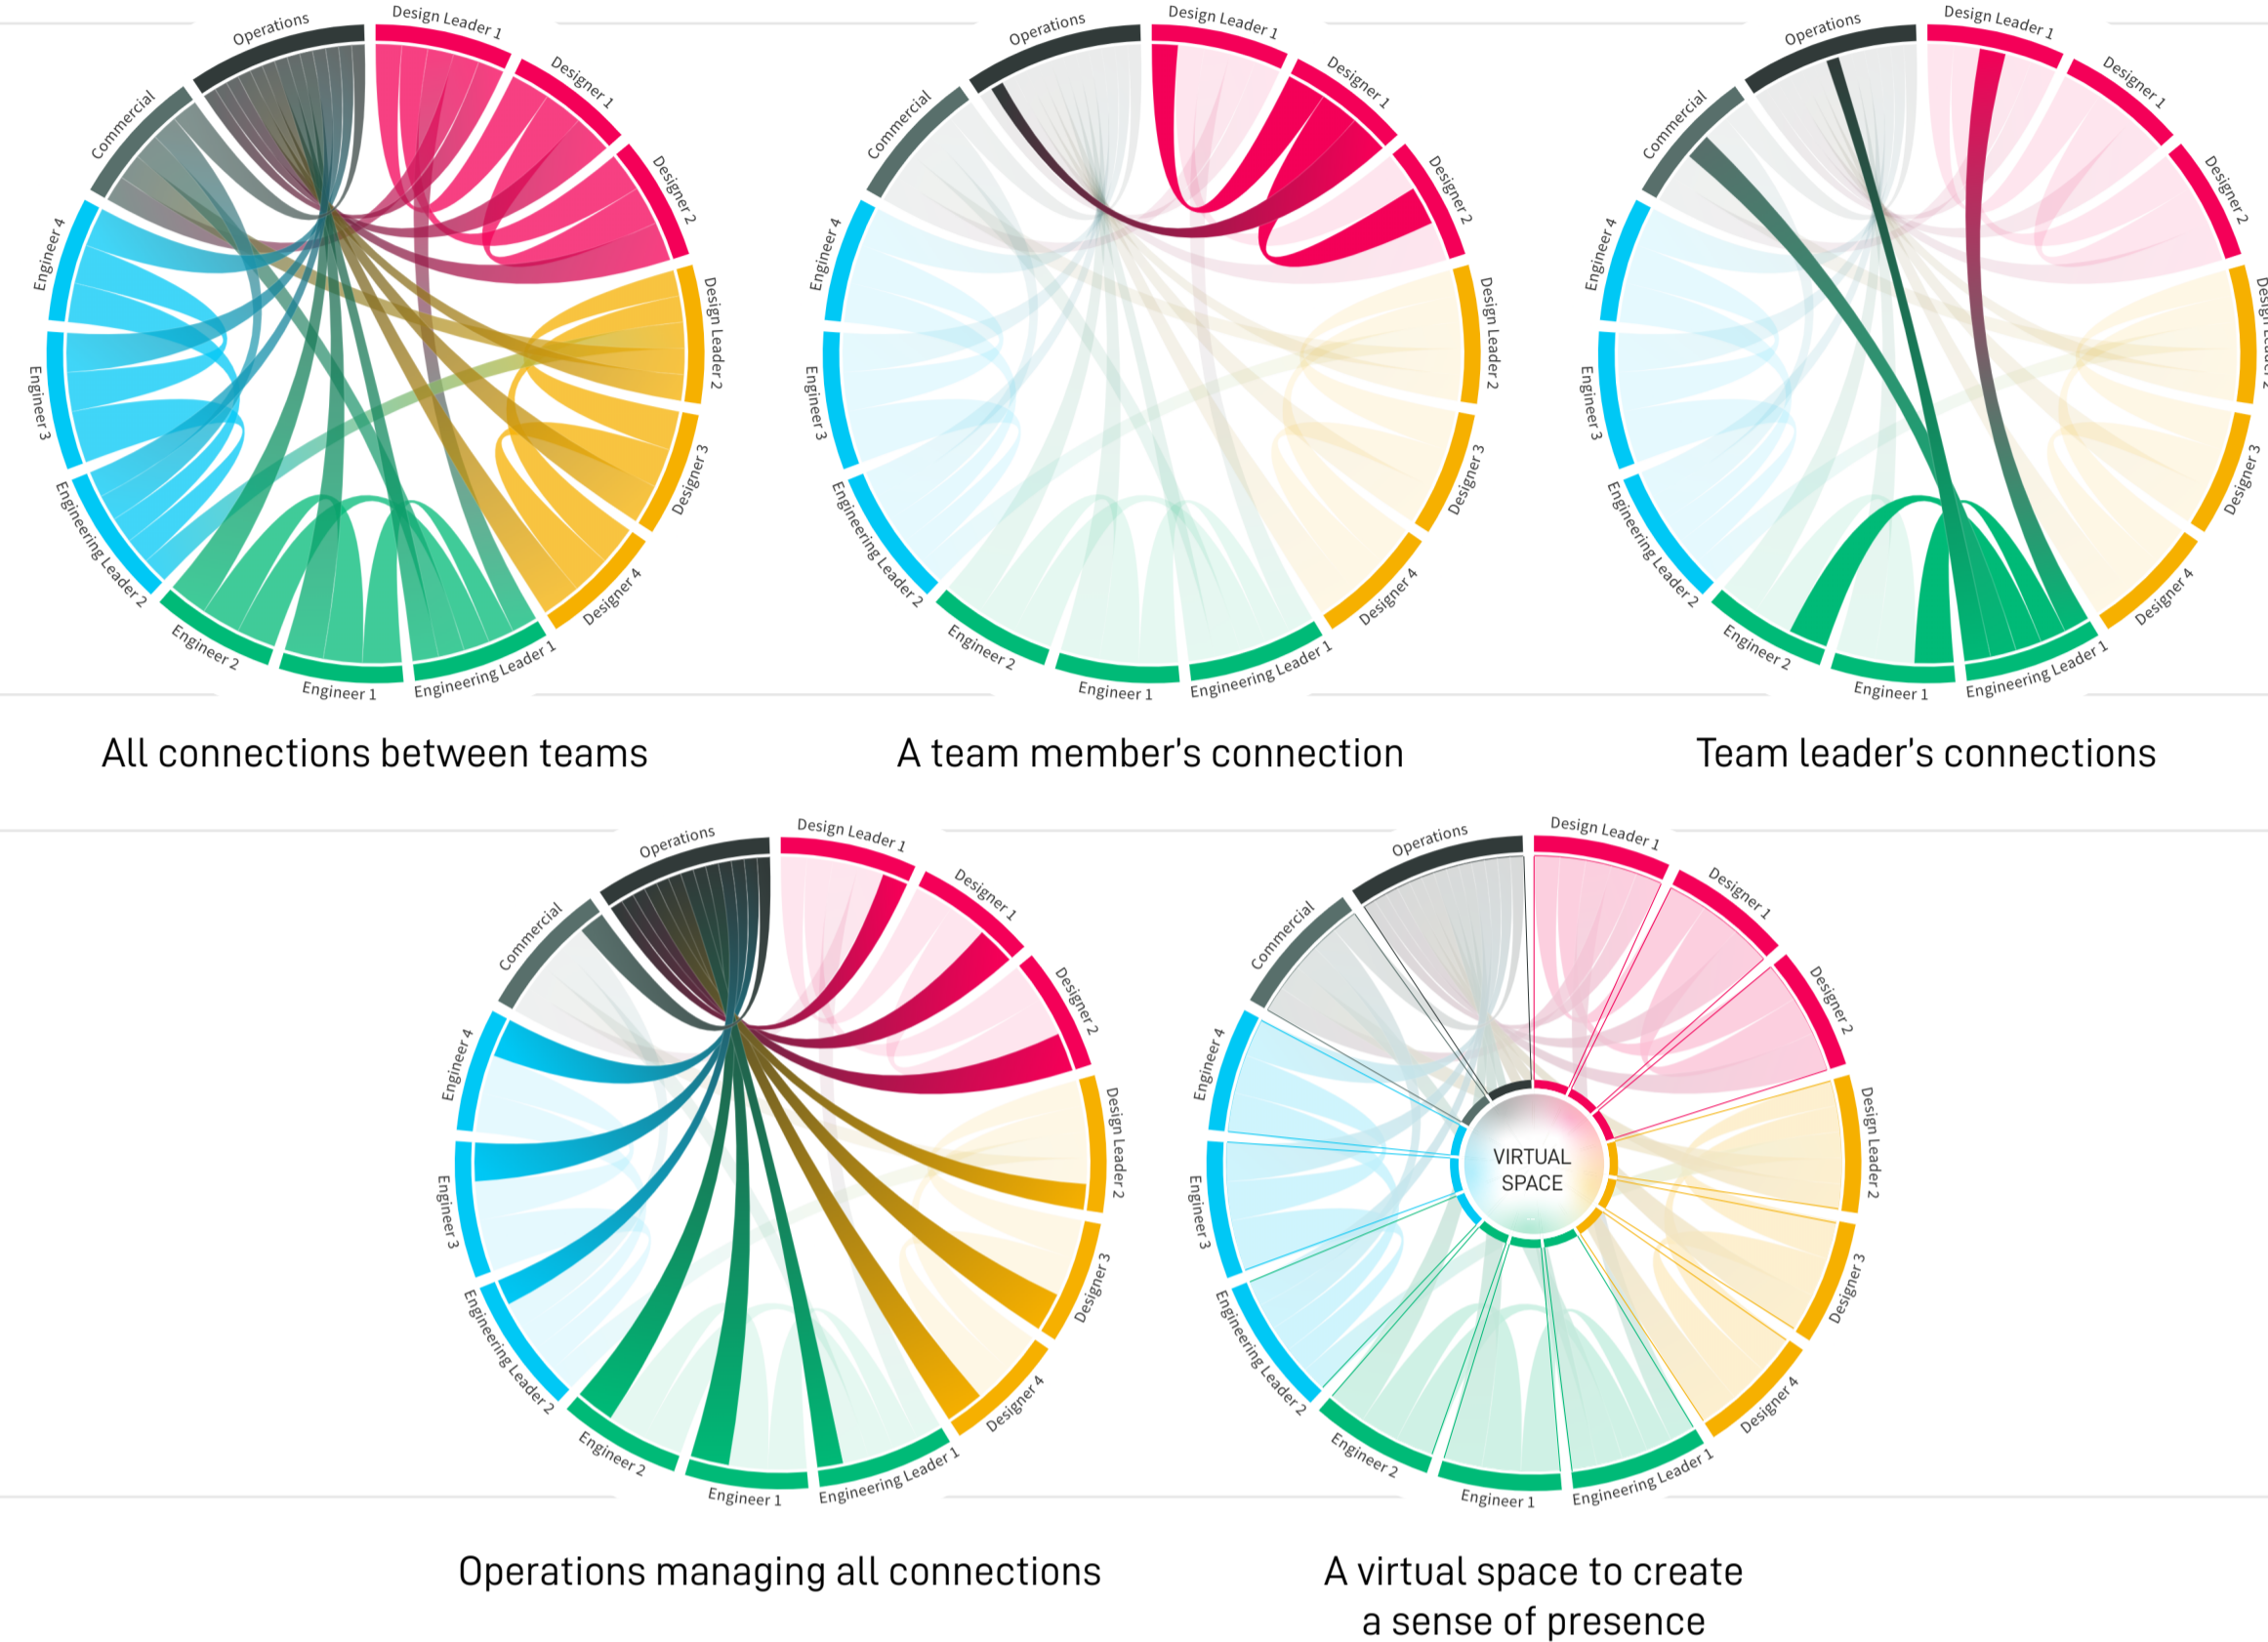 Operations
Design Leader 1
Designer 1
Designer 2
Design Leader 2
Designer 3
Designer 4
Engineering Leader 1
Engineer 1
Engineer 2
Engineering Leader 2
Engineer 3
Engineer 4
Commercial
All connections between teams
Operations
Design Leader 1
Designer 1
Designer 2
Design Leader 2
Designer 3
Designer 4
Engineering Leader 1
Engineer 1
Engineer 2
Engineering Leader 2
Engineer 3
Engineer 4
Commercial
A team member's connection
Operations
Design Leader 1
Designer 1
Designer 2
Design Leader 2
Designer 3
Designer 4
Engineering Leader 1
Engineer 1
Engineer 2
Engineering Leader 2
Engineer 3
Engineer 4
Commercial
Team leader's connections
Operations
Design Leader 1
Designer 1
Designer 2
Design Leader 2
Designer 3
Designer 4
Engineering Leader 1
Engineer 1
Engineer 2
Engineering Leader 2
Engineer 3
Engineer 4
Commercial
Operations managing all connections
Operations
Design Leader 1
Designer 1
Designer 2
Design Leader 2
Designer 3
Designer 4
Engineering Leader 1
Engineer 1
Engineer 2
Engineering Leader 2
Engineer 3
Engineer 4
Commercial
VIRTUAL
SPACE
A virtual space to create
a sense of presence